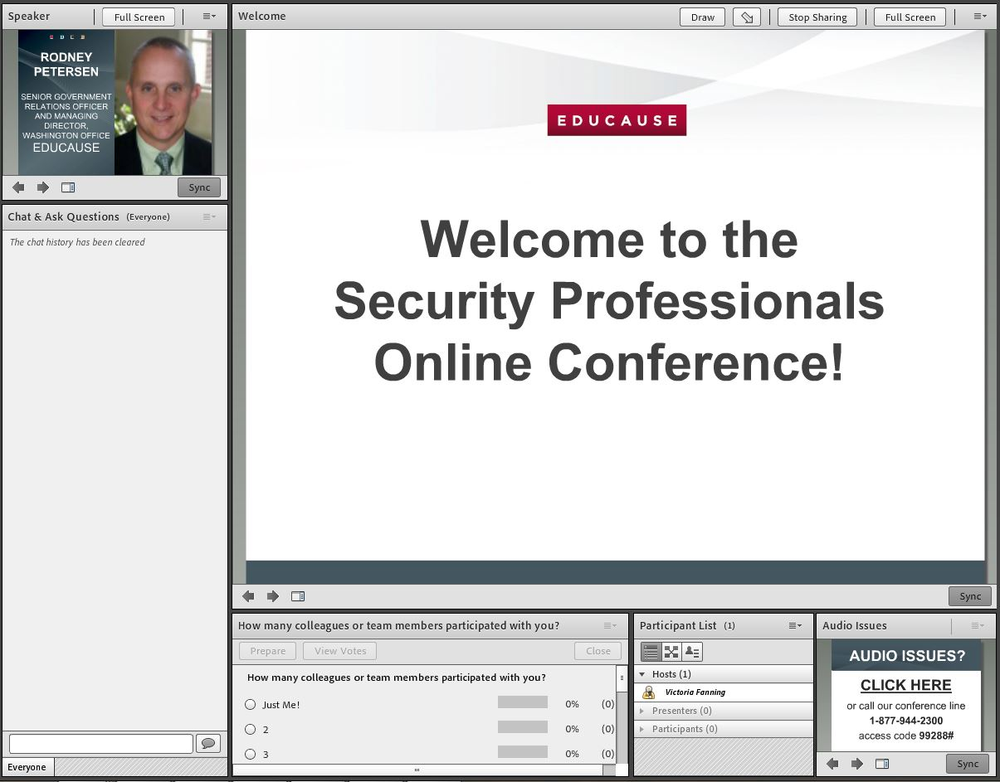 Speaker
Full Screen
RODNEY
PETERSEN
SENIOR GOVERNMENT
RELATIONS OFFICER
AND MANAGING
DIRECTOR,
WASHINGTON OFFICE
EDUCAUSE
Sync
Chat & Ask Questions (Everyone)
The chat history has been cleared
Everyone
Welcome
Draw
Stop Sharing
Full Screen
EDUCAUSE
Welcome to the
Security Professionals
Online Conference!
Sync
How many colleagues or team members participated with you?
Prepare
View Votes
Close
How many colleagues or team members participated with you?
Just Me! 0% (0)
2 0% (0)
3 0% (0)
Participant List (1)
Hosts (1)
Victoria Fanning
Presenters (0)
Participants (0)
Audio Issues
AUDIO ISSUES?
CLICK HERE
or call our conference line
1-877-944-2300
access code 99288#
Sync